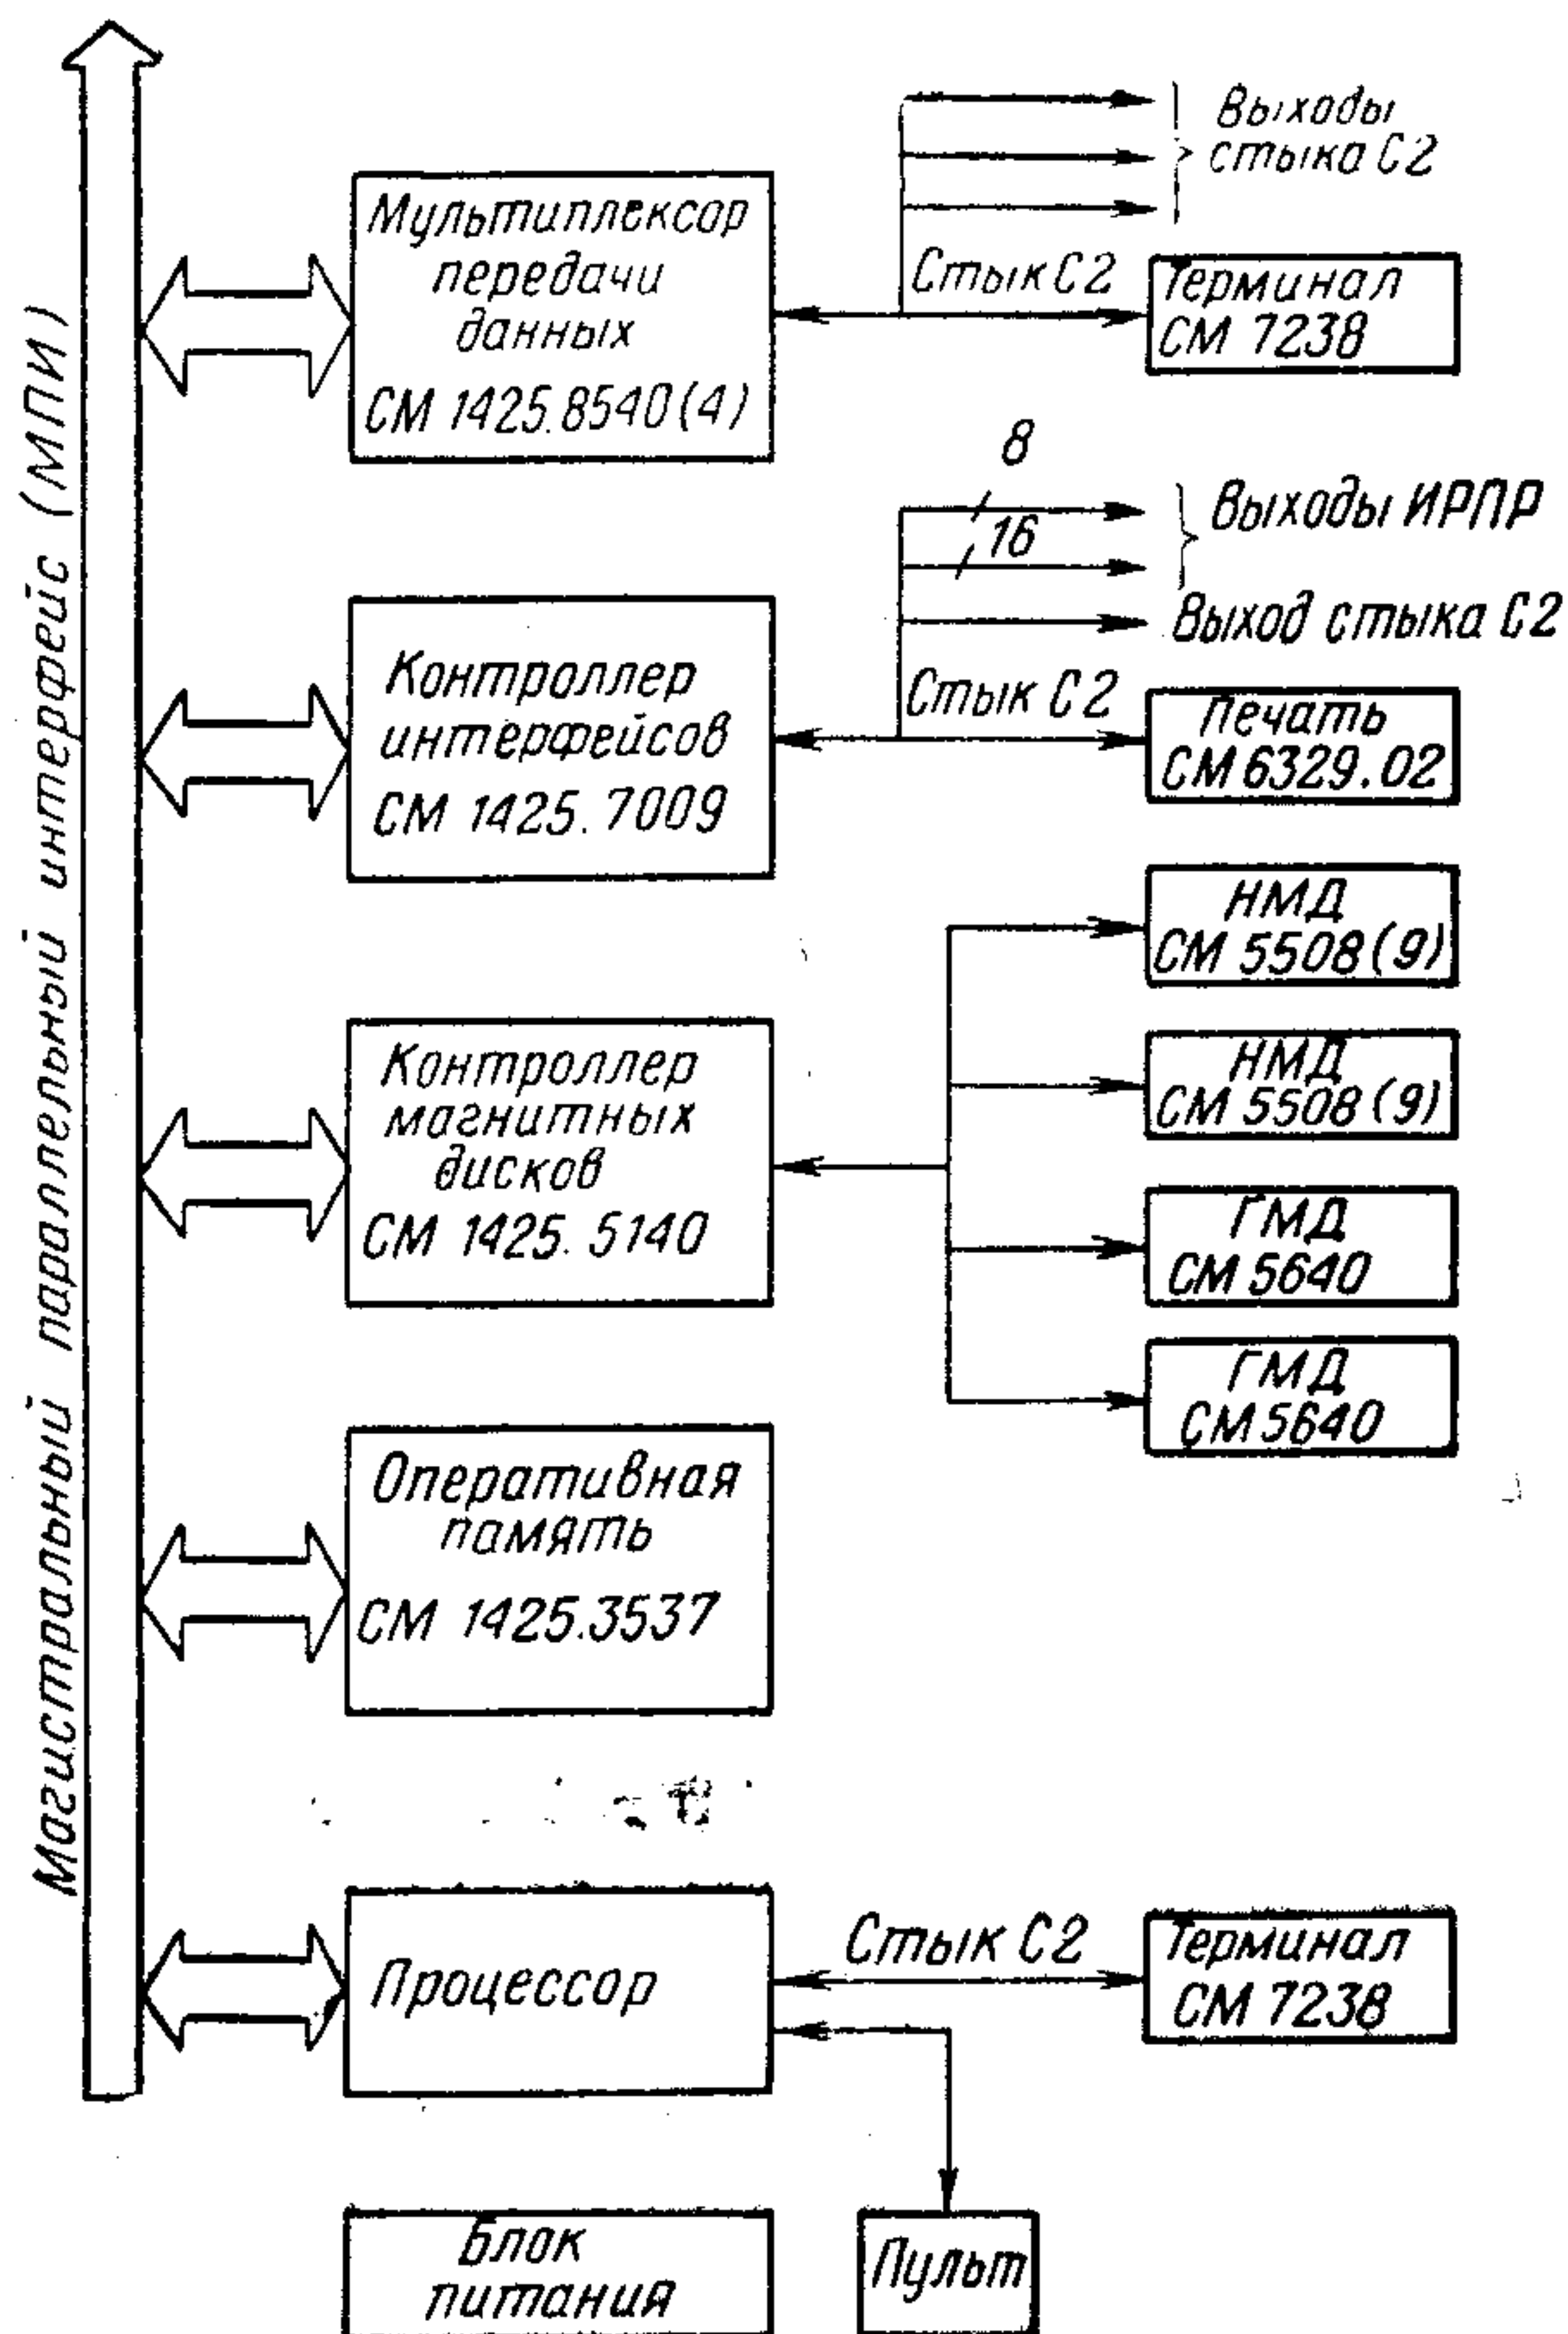 Магистральный параллельный интерфейс (МПИ)
Мультиплексор
передачи
данных
СМ 1425.8540(4)
Выходы
стыка С2
Стык С2
Терминал
СМ 7238
8
16
Выходы ИРПР
Выход стыка С2
Контроллер
интерфейсов
СМ 1425.7009
Стык С2
Печать
СМ 6329.02
НМД
СМ 5508(9)
НМД
СМ 5508(9)
Контроллер
магнитных
дисков
СМ 1425.5140
ГМД
СМ 5640
ГМД
СМ 5640
Оперативная
память
СМ 1425.3537
Процессор
Стык С2
Терминал
СМ 7238
Блок
питания
Пульт